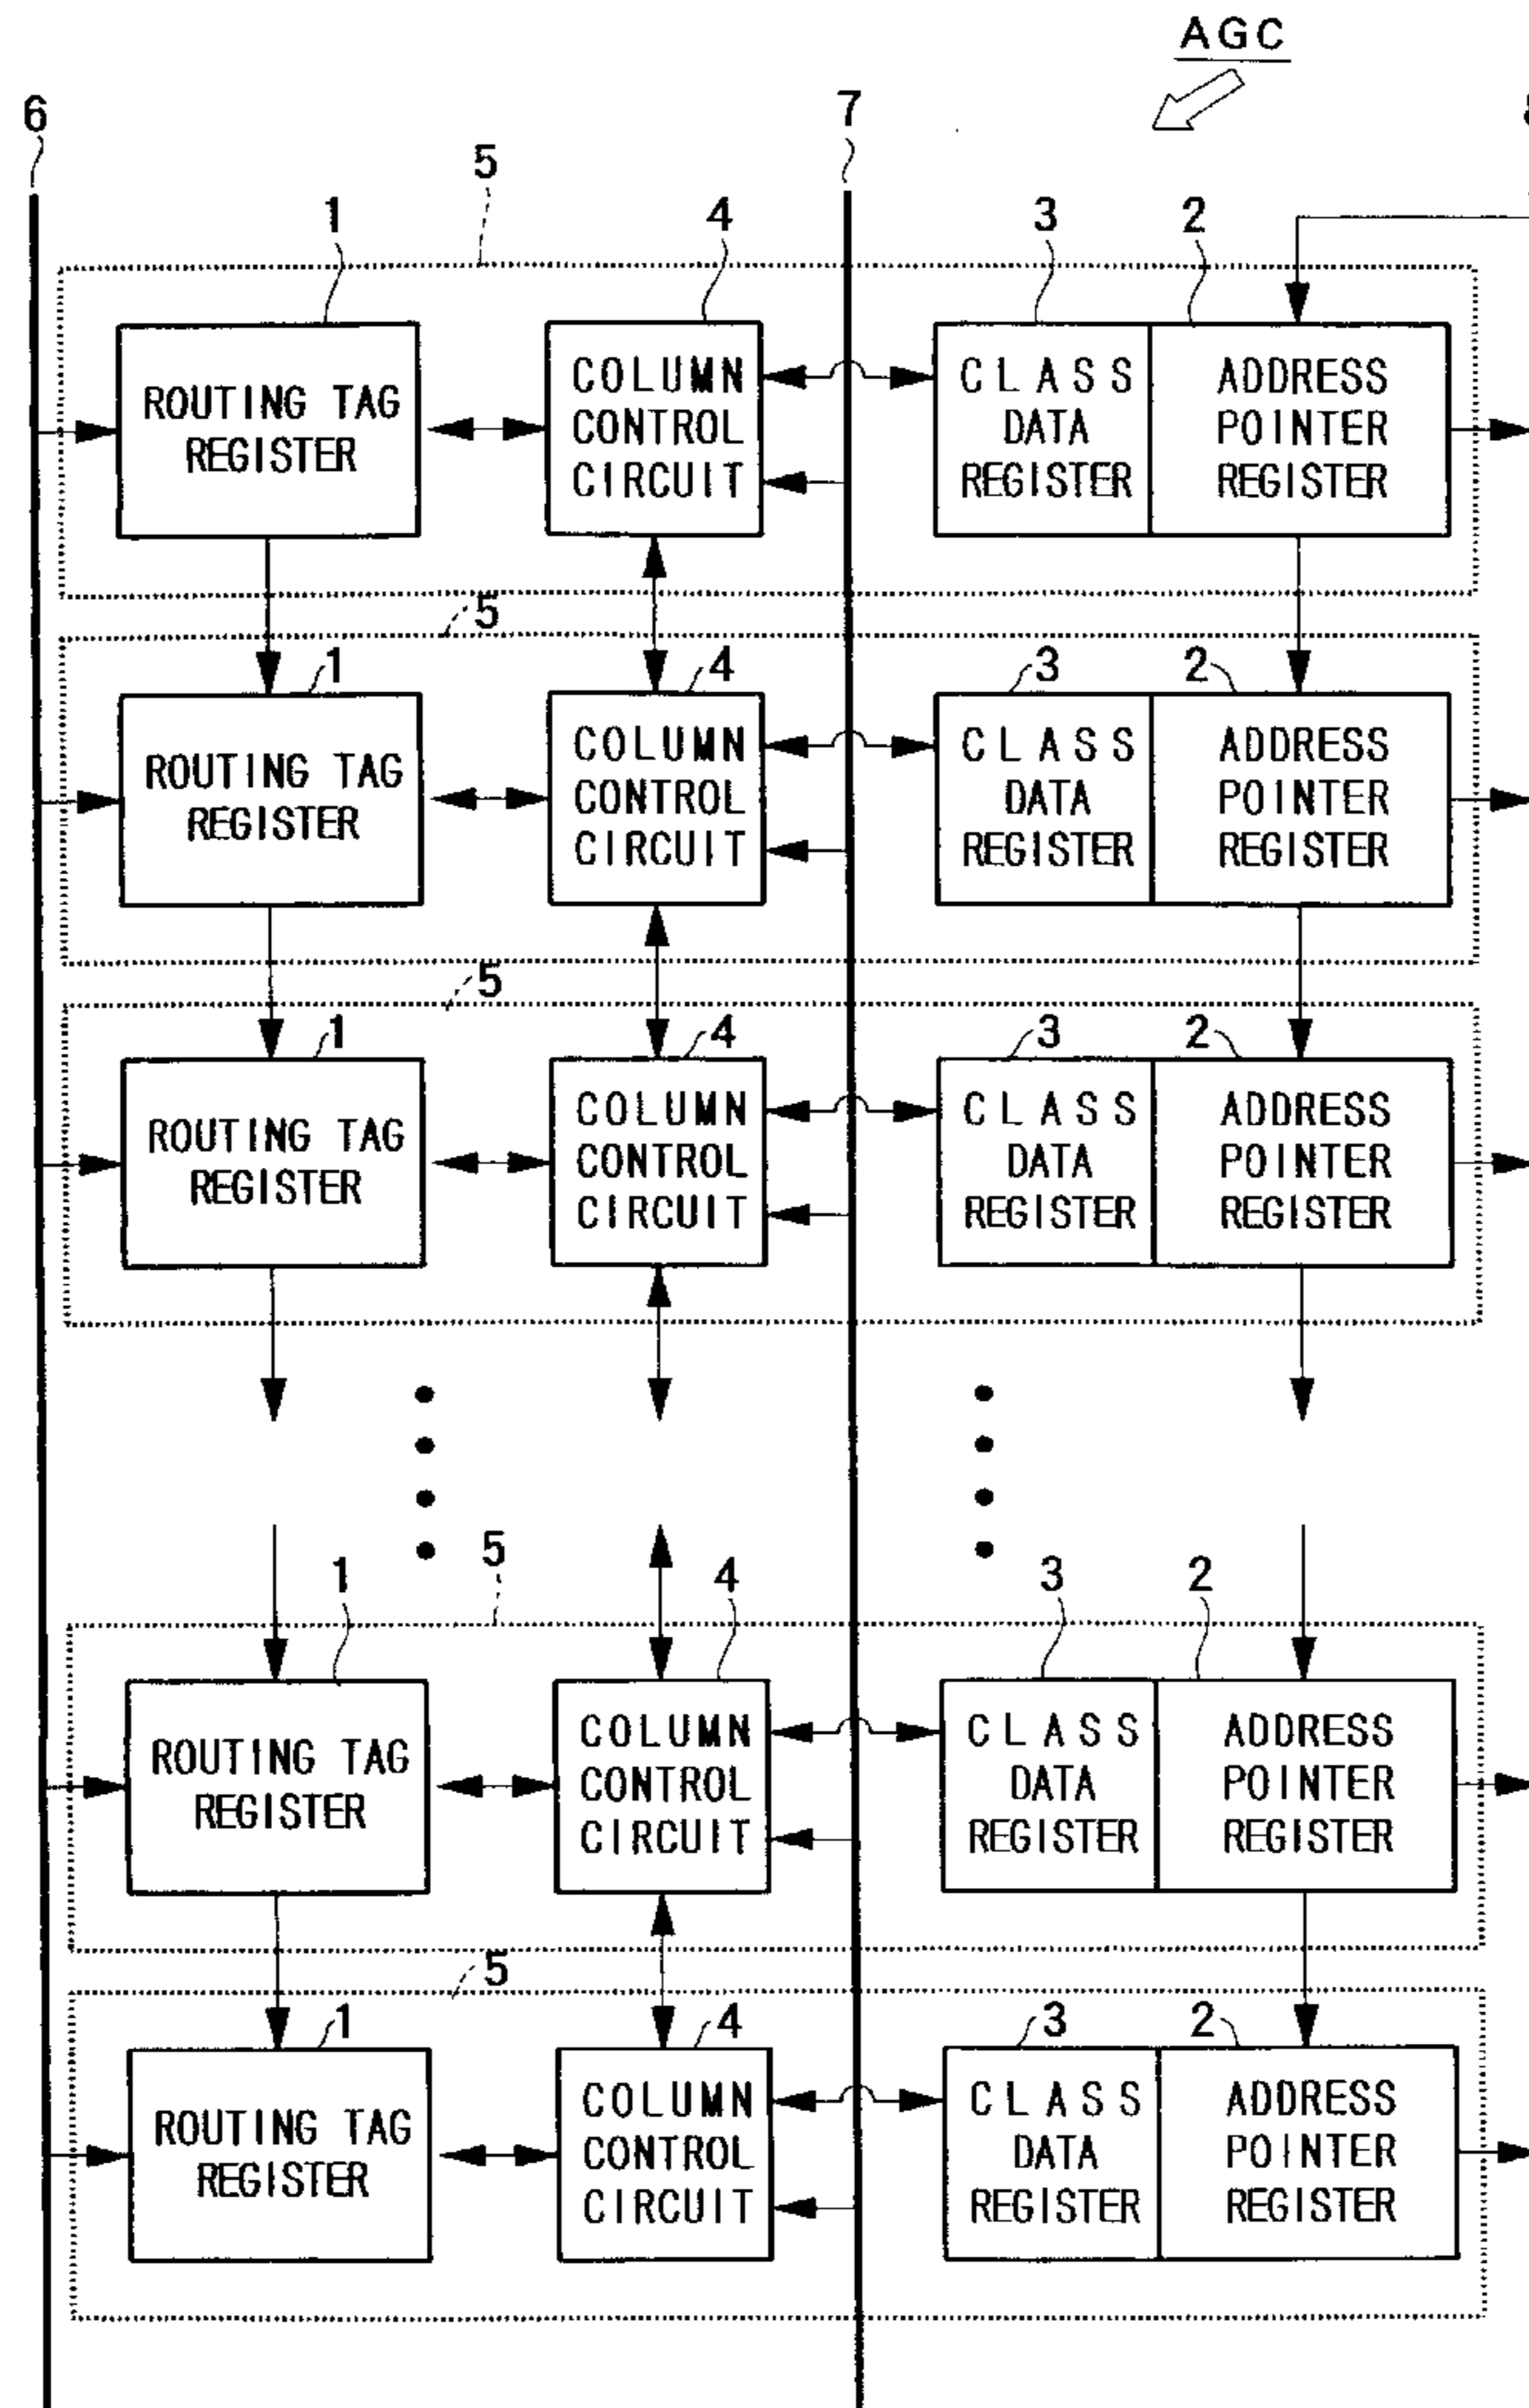 AGC
6
7
5
1
4
3
2
ROUTING TAG
REGISTER
COLUMN
CONTROL
CIRCUIT
CLASS
DATA
REGISTER
ADDRESS
POINTER
REGISTER
5
1
4
3
2
ROUTING TAG
REGISTER
COLUMN
CONTROL
CIRCUIT
CLASS
DATA
REGISTER
ADDRESS
POINTER
REGISTER
5
1
4
3
2
ROUTING TAG
REGISTER
COLUMN
CONTROL
CIRCUIT
CLASS
DATA
REGISTER
ADDRESS
POINTER
REGISTER
5
1
4
3
2
ROUTING TAG
REGISTER
COLUMN
CONTROL
CIRCUIT
CLASS
DATA
REGISTER
ADDRESS
POINTER
REGISTER
5
1
4
3
2
ROUTING TAG
REGISTER
COLUMN
CONTROL
CIRCUIT
CLASS
DATA
REGISTER
ADDRESS
POINTER
REGISTER